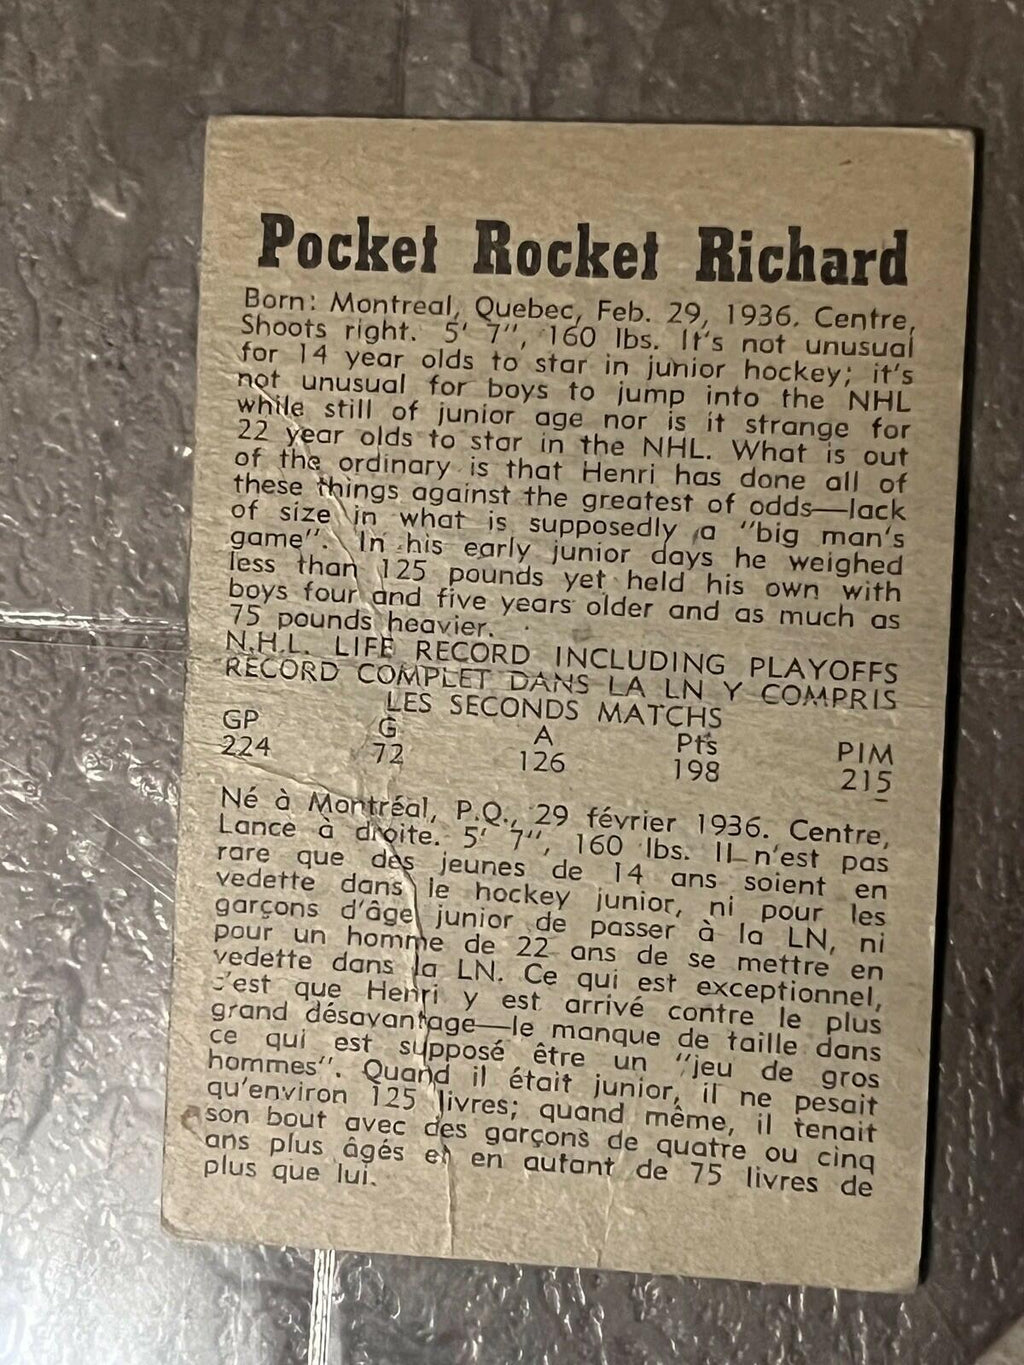 Pocket Rocket Richard
Born: Montreal, Quebec, Feb. 29, 1936. Centre,
Shoots right. 5' 7", 160 lbs. It's not unusual
for 14 year olds to star in junior hockey; it's
not unusual for boys to jump into the NHL
while still of junior age nor is it strange for
22 year olds to star in the NHL. What is out
of the ordinary is that Henri has done all of
these things against the greatest of odds—lack
of size in what is supposedly a "big man's
game". In his early junior days he weighed
less than 125 pounds yet held his own with
boys four and five years older and as much as
75 pounds heavier.
N.H.L. LIFE RECORD INCLUDING PLAYOFFS
RECORD COMPLET DANS LA LN Y COMPRIS
LES SECONDS MATCHS
GP G A Pts PIM
224 72 126 198 215
Né à Montréal, P.Q., 29 février 1936. Centre,
Lance à droite. 5' 7", 160 lbs. Il n'est pas
rare que des jeunes de 14 ans soient en
vedette dans le hockey junior, ni pour les
garçons d'âge junior de passer à la LN, ni
pour un homme de 22 ans de se mettre en
vedette dans la LN. Ce qui est exceptionnel,
c'est que Henri y est arrivé contre le plus
grand désavantage—le manque de taille dans
ce qui est supposé être un "jeu de gros
hommes". Quand il était junior, il ne pesait
qu'environ 125 livres; quand même, il tenait
son bout avec des garçons de quatre ou cinq
ans plus âgés et en autant de 75 livres de
plus que lui.